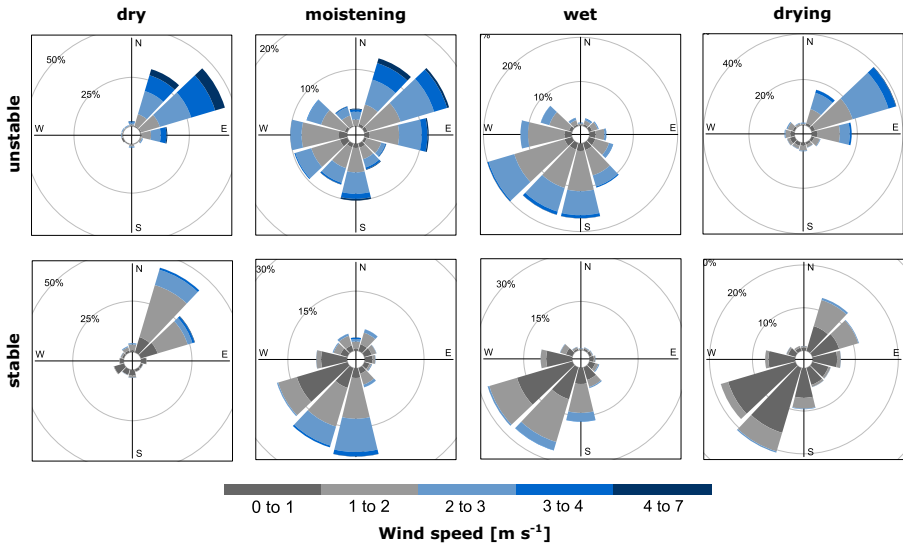 dry moistening wet drying
unstable
N
50%
25%
W E
S
20%
N
10%
W E
S
%
N
20%
10%
W E
S
N
40%
20%
W E
S
stable
N
50%
25%
W E
S
30%
N
15%
W E
S
N
30%
15%
W E
S
0%
N
20%
10%
W E
S
0 to 1 1 to 2 2 to 3 3 to 4 4 to 7
Wind speed [m s⁻¹]